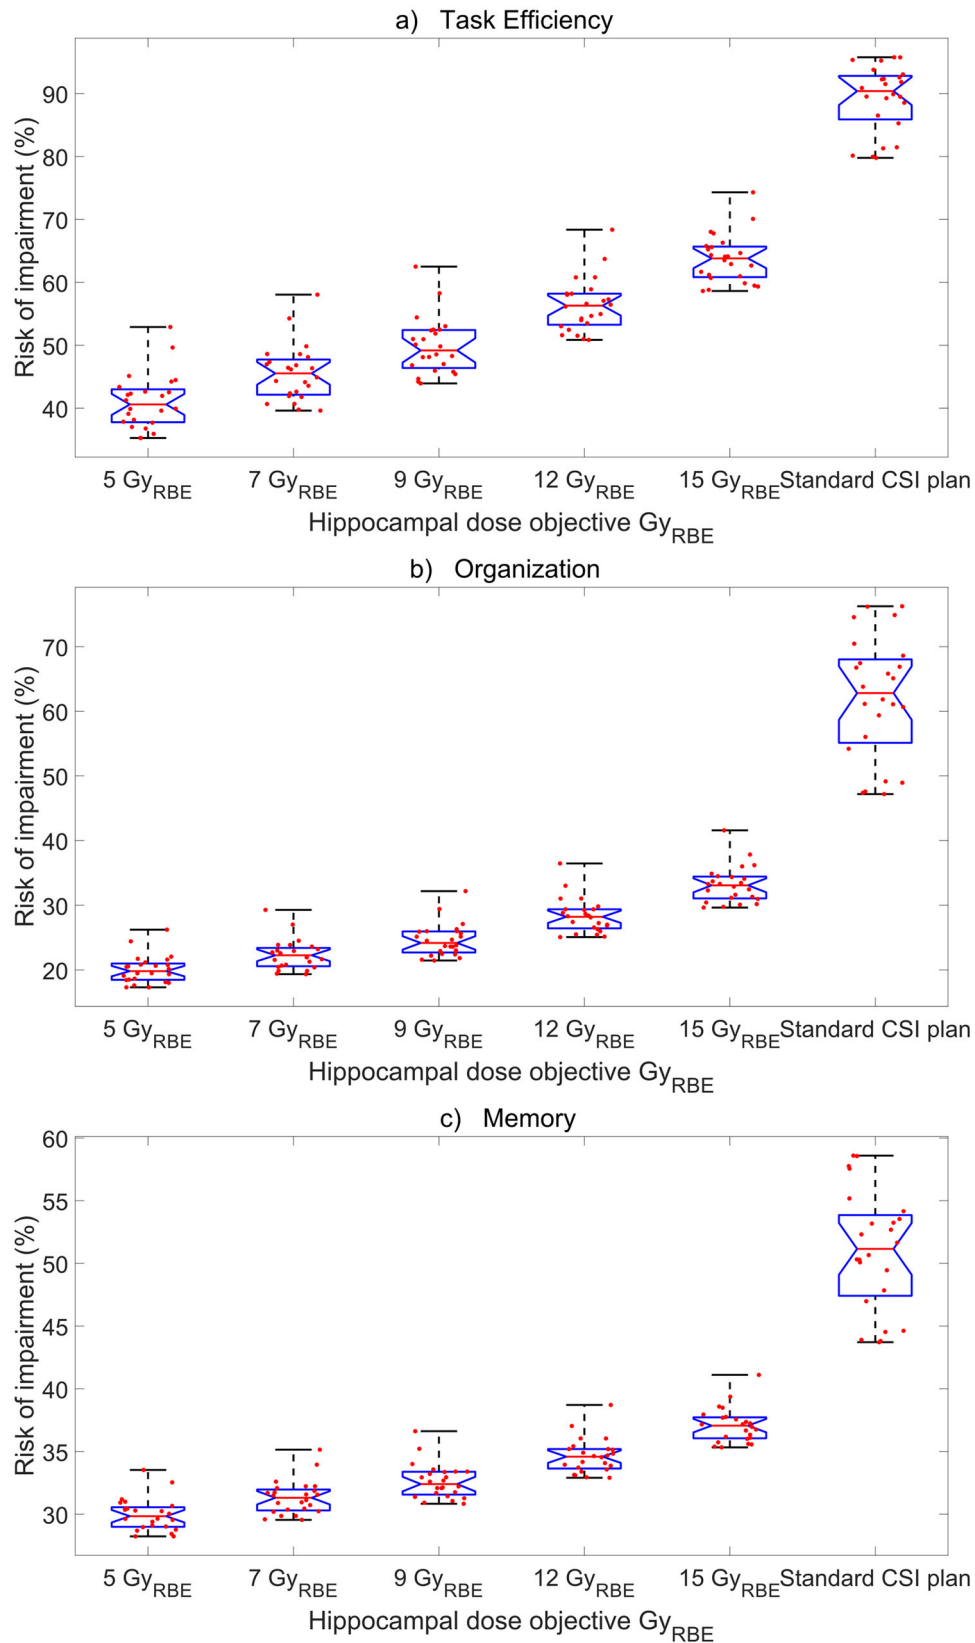 a) Task Efficiency
Risk of impairment (%)
90
80
70
60
50
40
5 GyRBE 7 GyRBE 9 GyRBE 12 GyRBE 15 GyRBE Standard CSI plan
Hippocampal dose objective GyRBE
b) Organization
Risk of impairment (%)
70
60
50
40
30
20
5 GyRBE 7 GyRBE 9 GyRBE 12 GyRBE 15 GyRBE Standard CSI plan
Hippocampal dose objective GyRBE
c) Memory
Risk of impairment (%)
60
55
50
45
40
35
30
5 GyRBE 7 GyRBE 9 GyRBE 12 GyRBE 15 GyRBE Standard CSI plan
Hippocampal dose objective GyRBE